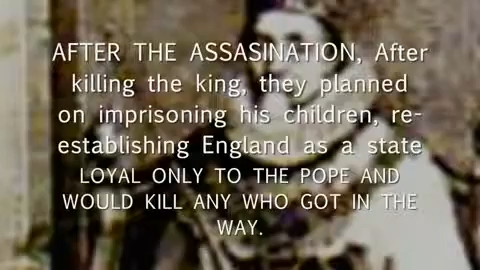 AFTER THE ASSASINATION, After
killing the king, they planned
on imprisoning his children, re-
establishing England as a state
LOYAL ONLY TO THE POPE AND
WOULD KILL ANY WHO GOT IN THE
WAY.